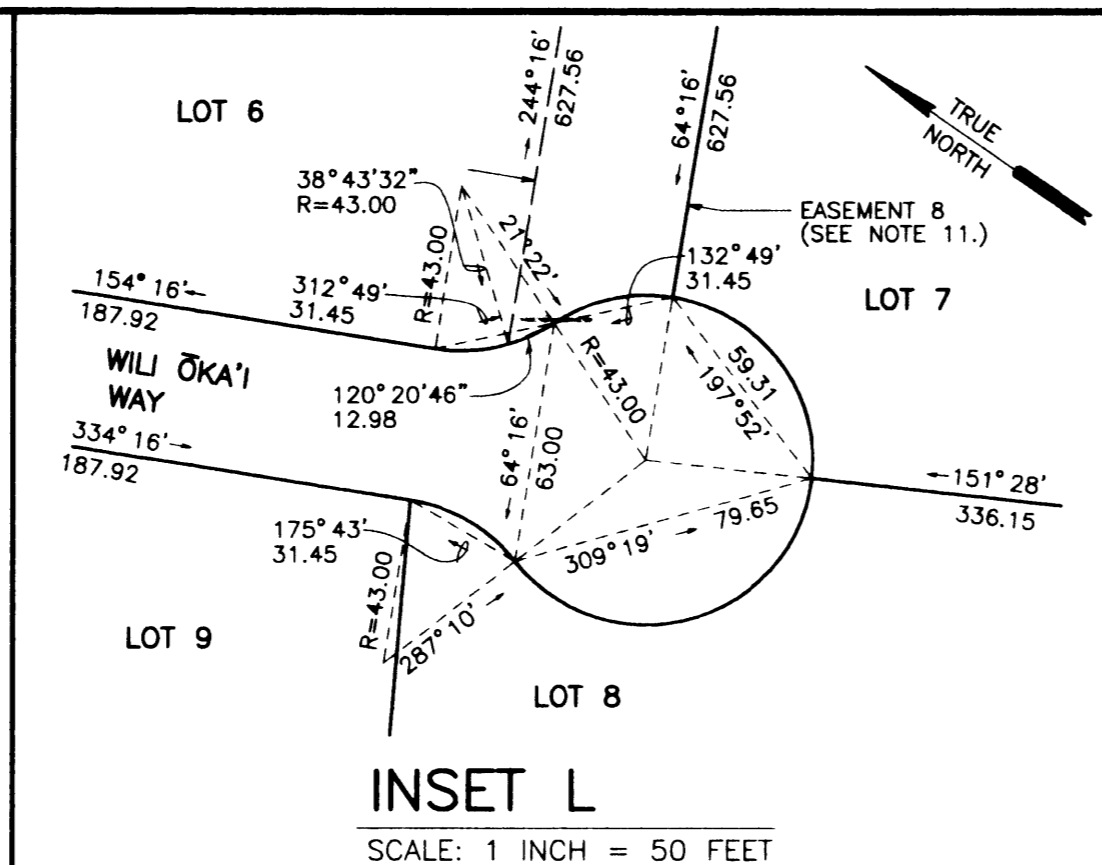 LOT 6
244°16'
627.56
64°16'
627.56
TRUE
NORTH
38°43'32"
R=43.00
EASEMENT 8
(SEE NOTE 11.)
21°22'
132°49'
31.45
LOT 7
R=43.00
312°49'
31.45
154°16'
187.92
R=43.00
59.31
197°52'
WILI ŌKA'I
WAY
120°20'46"
12.98
334°16'
187.92
64°16'
63.00
151°28'
336.15
79.65
309°19'
175°43'
31.45
R=43.00
287°10'
LOT 9
LOT 8
INSET L
SCALE: 1 INCH = 50 FEET